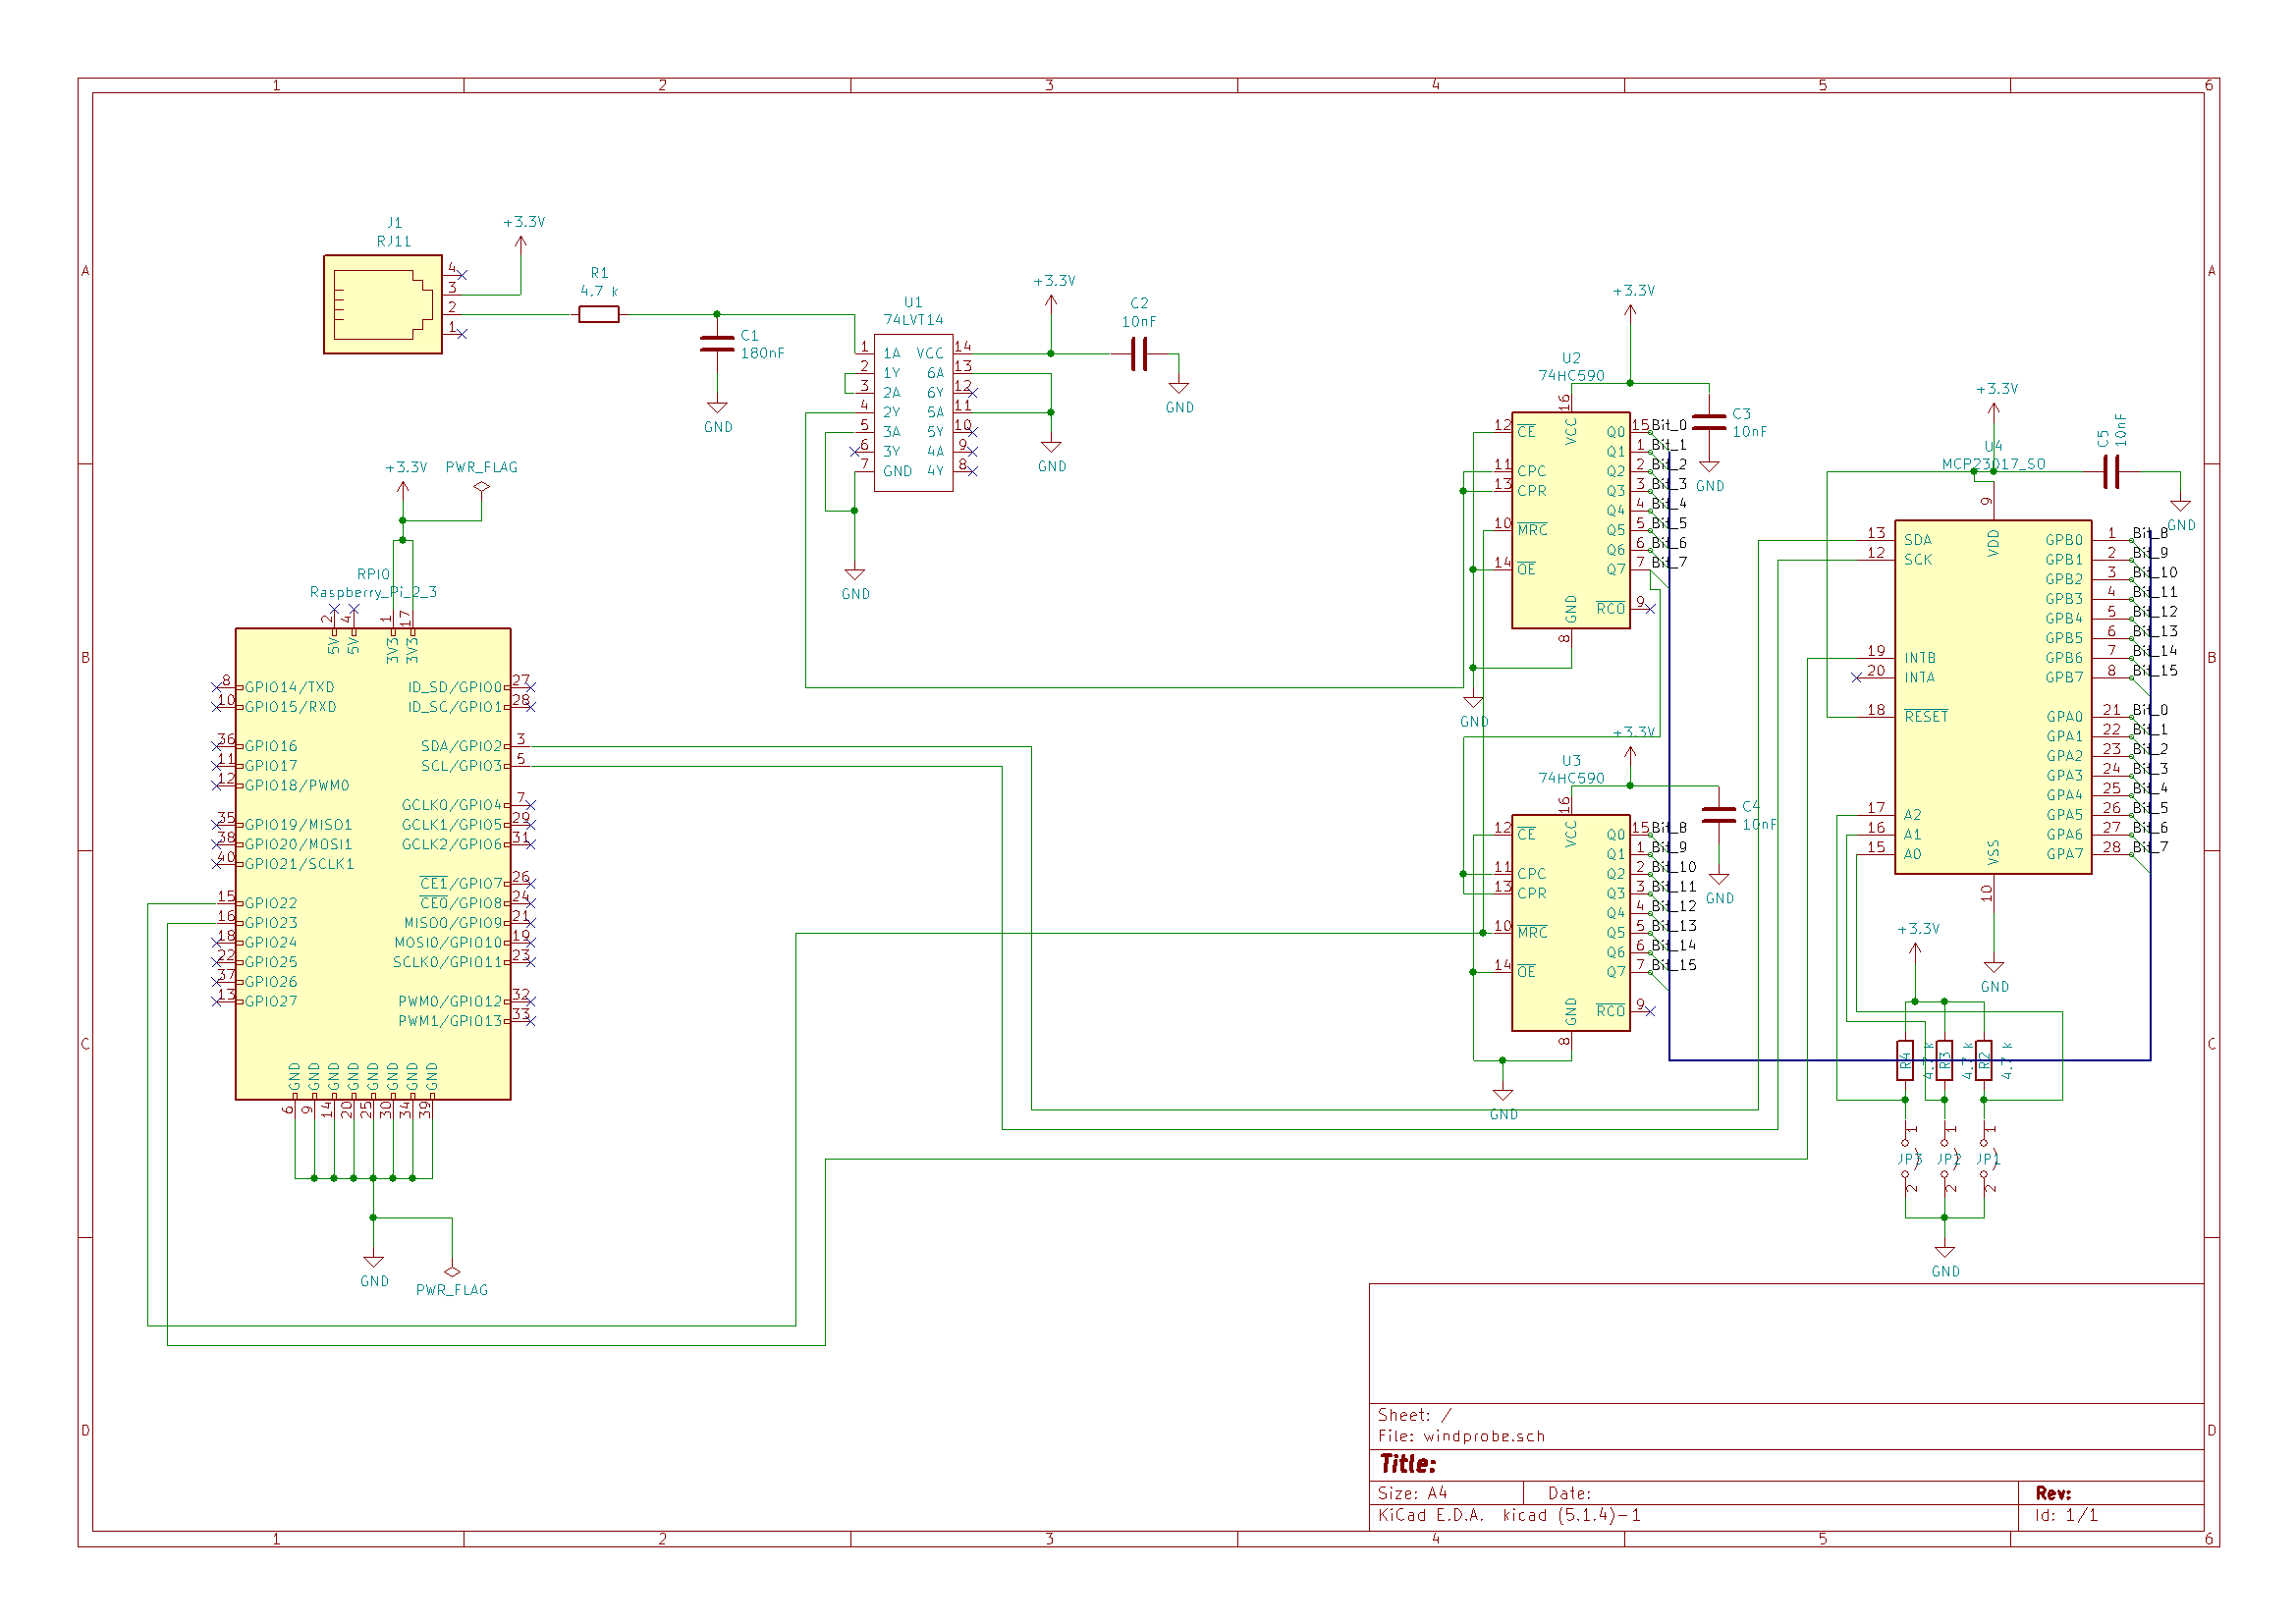 1 2 3 4 5 6
A
B
C
D
A
B
C
D
1 2 3 4 5 6
J1
RJ11
4
3
2
1
+3.3V
R1
4.7 k
C1
180nF
GND
U1
74LVT14
1 1A VCC 14
2 1Y 6A 13
3 2A 6Y 12
4 2Y 5A 11
5 3A 5Y 10
6 3Y 4A 9
7 GND 4Y 8
GND
+3.3V
C2
10nF
GND
GND
+3.3V PWR_FLAG
RPI0
Raspberry_Pi_2_3
2 4 1 17
5V 5V 3V3 3V3
8 GPIO14/TXD ID_SD/GPIO0 27
10 GPIO15/RXD ID_SC/GPIO1 28
36 GPIO16 SDA/GPIO2 3
11 GPIO17 SCL/GPIO3 5
12 GPIO18/PWM0
GCLK0/GPIO4 7
35 GPIO19/MISO1 GCLK1/GPIO5 29
38 GPIO20/MOSI1 GCLK2/GPIO6 31
40 GPIO21/SCLK1
CE1/GPIO7 26
15 GPIO22 CE0/GPIO8 24
16 GPIO23 MISO0/GPIO9 21
18 GPIO24 MOSI0/GPIO10 19
22 GPIO25 SCLK0/GPIO11 23
37 GPIO26
13 GPIO27 PWM0/GPIO12 32
PWM1/GPIO13 33
GND GND GND GND GND GND GND GND
6 9 14 20 25 30 34 39
GND
PWR_FLAG
+3.3V
U2
74HC590
16
VCC
C3
10nF
GND
12 CE Q0 15 Bit_0
Q1 1 Bit_1
11 CPC Q2 2 Bit_2
13 CPR Q3 3 Bit_3
Q4 4 Bit_4
10 MRC Q5 5 Bit_5
Q6 6 Bit_6
14 OE Q7 7 Bit_7
RCO 9
GND
8
GND
+3.3V
U3
74HC590
16
VCC
C4
10nF
GND
12 CE Q0 15 Bit_8
Q1 1 Bit_9
11 CPC Q2 2 Bit_10
13 CPR Q3 3 Bit_11
Q4 4 Bit_12
10 MRC Q5 5 Bit_13
Q6 6 Bit_14
14 OE Q7 7 Bit_15
RCO 9
GND
8
GND
+3.3V
U4
MCP23017_SO
C5
10nF
GND
9
VDD
13 SDA GPB0 1 Bit_8
12 SCK GPB1 2 Bit_9
GPB2 3 Bit_10
GPB3 4 Bit_11
GPB4 5 Bit_12
GPB5 6 Bit_13
19 INTB GPB6 7 Bit_14
20 INTA GPB7 8 Bit_15
18 RESET GPA0 21 Bit_0
GPA1 22 Bit_1
GPA2 23 Bit_2
GPA3 24 Bit_3
GPA4 25 Bit_4
17 A2 GPA5 26 Bit_5
16 A1 GPA6 27 Bit_6
15 A0 GPA7 28 Bit_7
VSS
10
GND
+3.3V
R4 4.7 k R3 4.7 k R2 4.7 k
1 1 1
JP3 JP2 JP1
2 2 2
GND
Sheet: /
File: windprobe.sch
Title:
Size: A4 Date: Rev:
KiCad E.D.A. kicad (5.1.4)-1 Id: 1/1